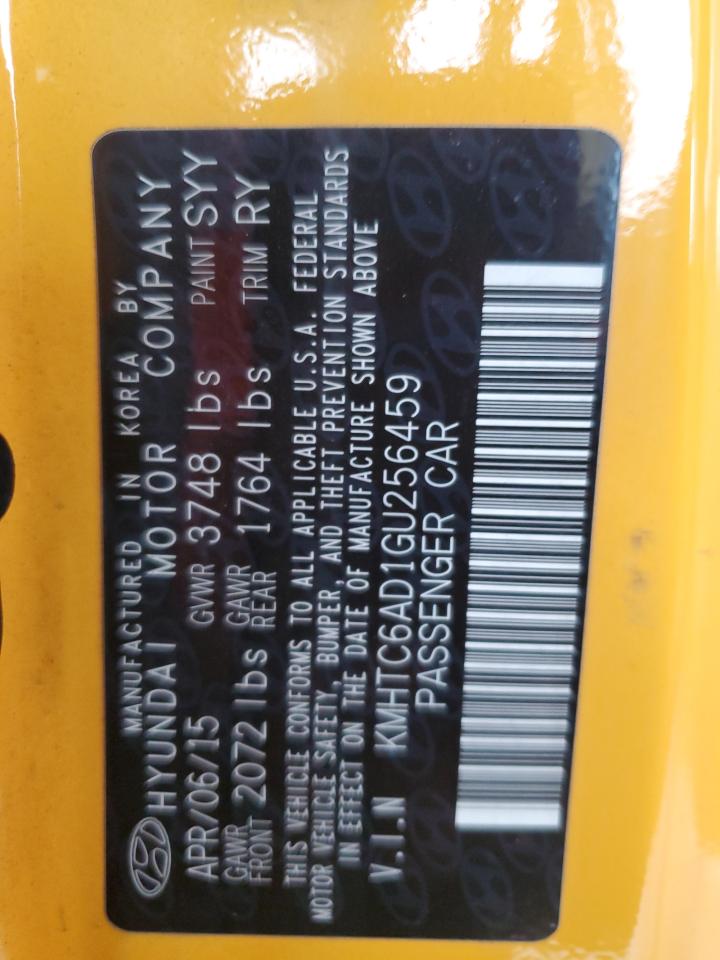 MANUFACTURED IN KOREA BY
HYUNDAI MOTOR COMPANY
APR/06/15 GVWR 3748 lbs PAINT SYY
GAWR FRONT 2072 lbs GAWR REAR 1764 lbs TRIM RY
THIS VEHICLE CONFORMS TO ALL APPLICABLE U.S.A. FEDERAL
MOTOR VEHICLE SAFETY, BUMPER, AND THEFT PREVENTION STANDARDS
IN EFFECT ON THE DATE OF MANUFACTURE SHOWN ABOVE
V.I.N KMHTC6AD1GU256459
PASSENGER CAR